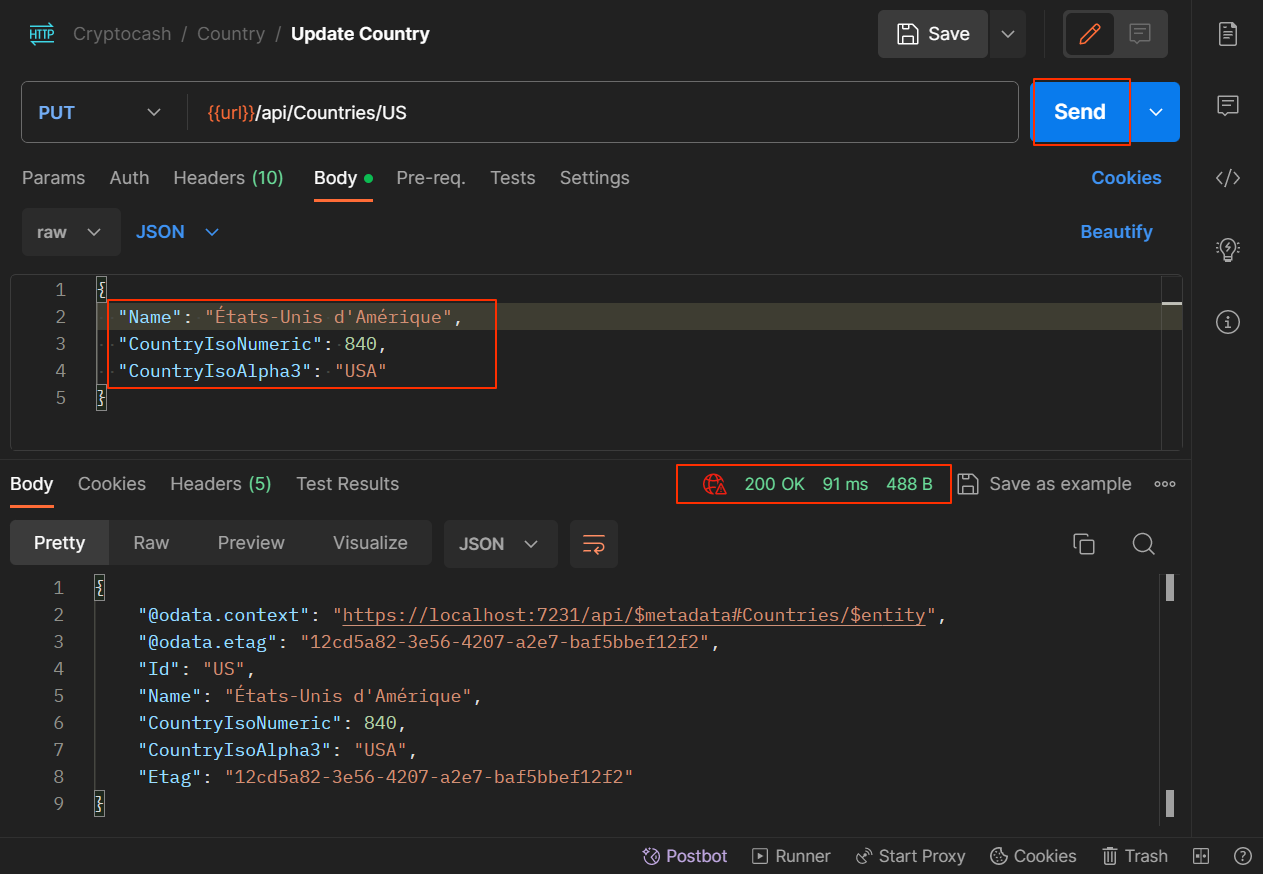 HTTP Cryptocash / Country / Update Country Save
PUT {{url}}/api/Countries/US Send
Params Auth Headers (10) Body Pre-req. Tests Settings Cookies
raw JSON Beautify
1 {
2 "Name": "États-Unis d'Amérique",
3 "CountryIsoNumeric": 840,
4 "CountryIsoAlpha3": "USA"
5 }
Body Cookies Headers (5) Test Results 200 OK 91 ms 488 B Save as example
Pretty Raw Preview Visualize JSON
1 {
2 "@odata.context": "https://localhost:7231/api/$metadata#Countries/$entity",
3 "@odata.etag": "12cd5a82-3e56-4207-a2e7-baf5bbef12f2",
4 "Id": "US",
5 "Name": "États-Unis d'Amérique",
6 "CountryIsoNumeric": 840,
7 "CountryIsoAlpha3": "USA",
8 "Etag": "12cd5a82-3e56-4207-a2e7-baf5bbef12f2"
9 }
Postbot Runner Start Proxy Cookies Trash